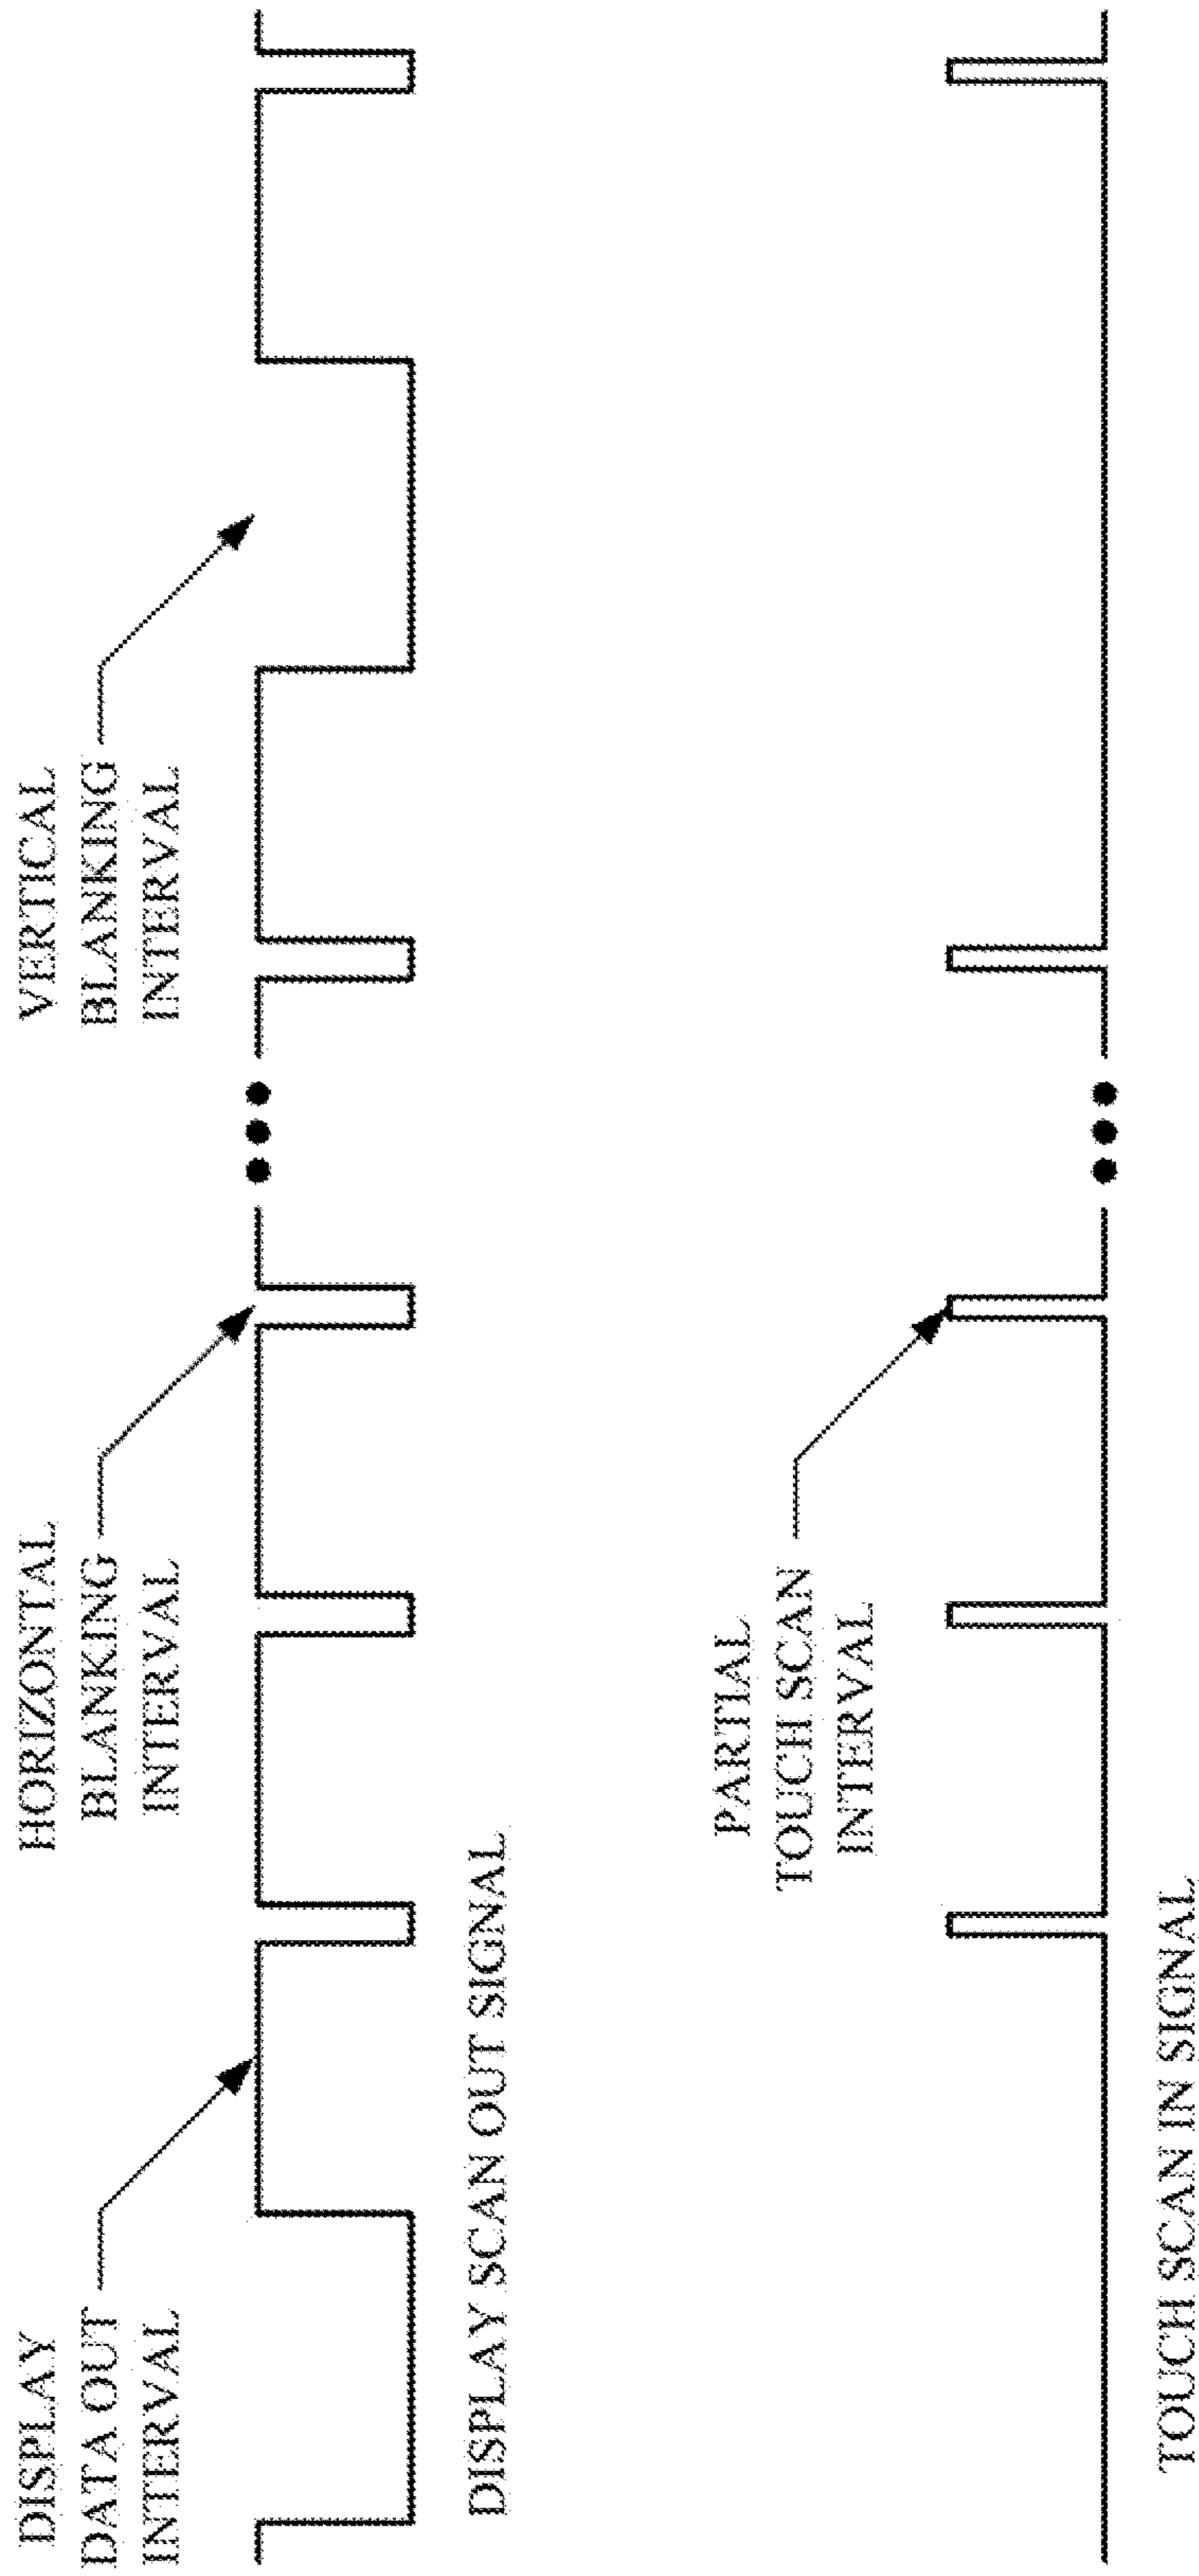 DISPLAY
DATA OUT
INTERVAL
HORIZONTAL
BLANKING
INTERVAL
VERTICAL
BLANKING
INTERVAL
DISPLAY SCAN OUT SIGNAL
PARTIAL
TOUCH SCAN
INTERVAL
TOUCH SCAN IN SIGNAL